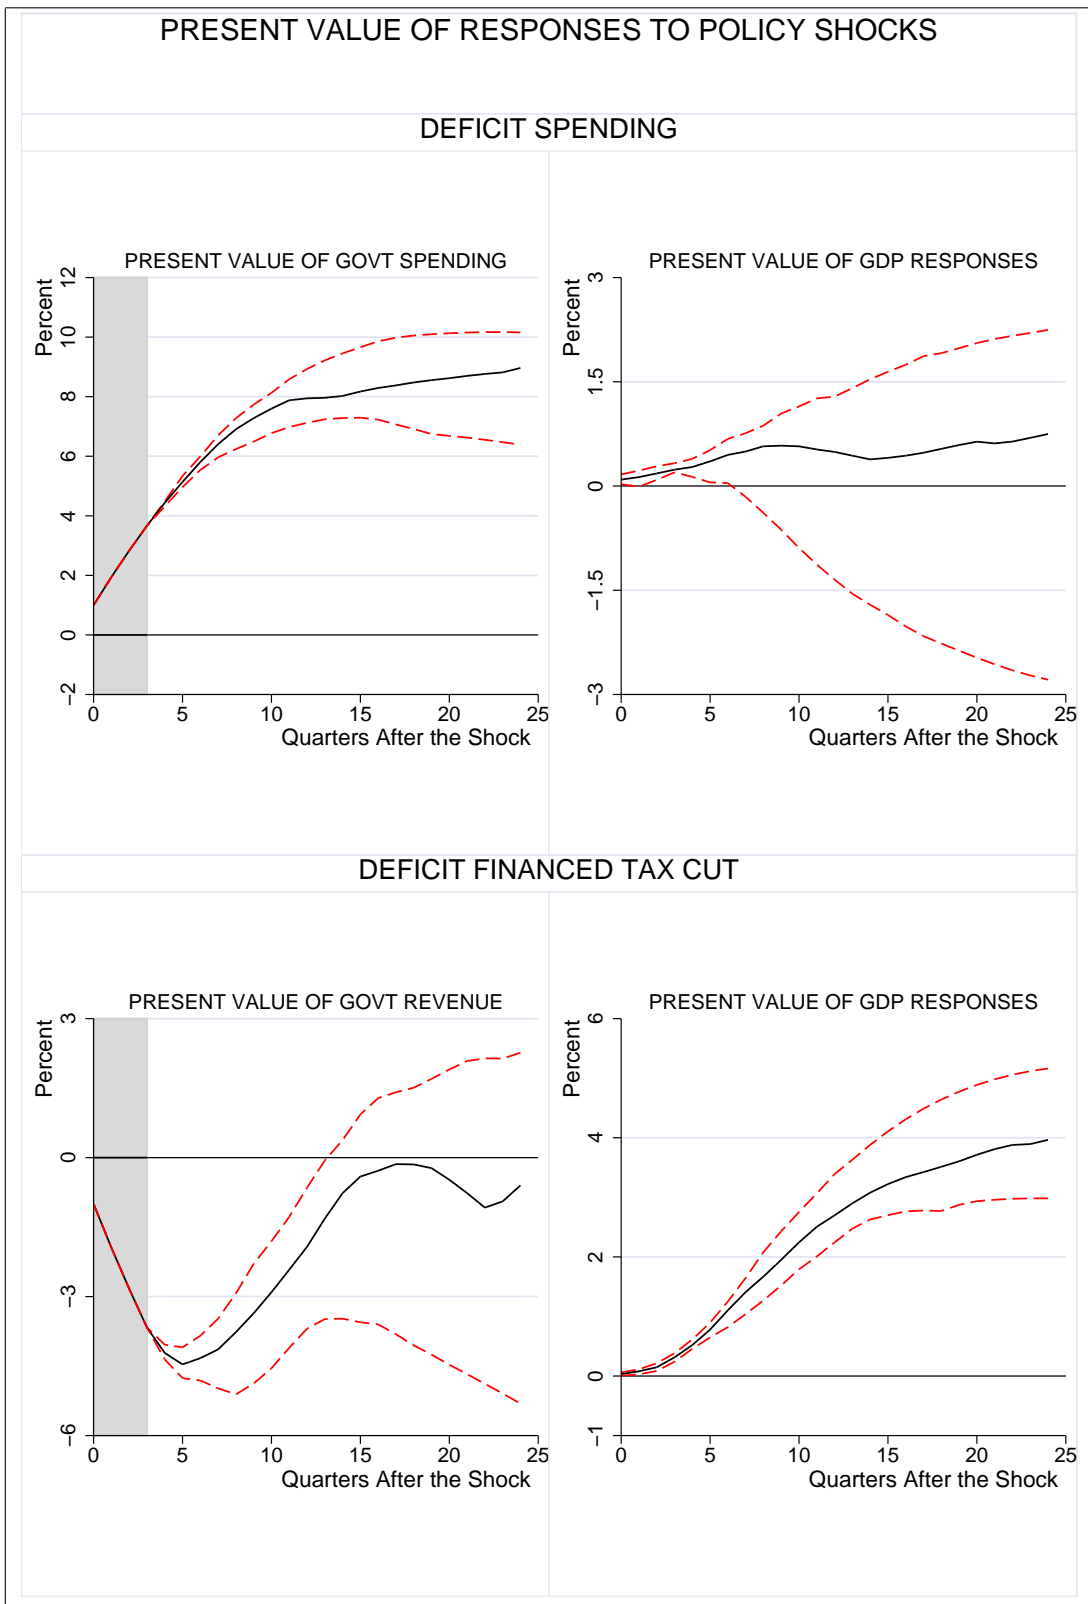 PRESENT VALUE OF RESPONSES TO POLICY SHOCKS
DEFICIT SPENDING
PRESENT VALUE OF GOVT SPENDING
Percent
12
10
8
6
4
2
0
−2
0 5 10 15 20 25
Quarters After the Shock
PRESENT VALUE OF GDP RESPONSES
Percent
3
1.5
0
−1.5
−3
0 5 10 15 20 25
Quarters After the Shock
DEFICIT FINANCED TAX CUT
PRESENT VALUE OF GOVT REVENUE
Percent
3
0
−3
−6
0 5 10 15 20 25
Quarters After the Shock
PRESENT VALUE OF GDP RESPONSES
Percent
6
4
2
0
−1
0 5 10 15 20 25
Quarters After the Shock